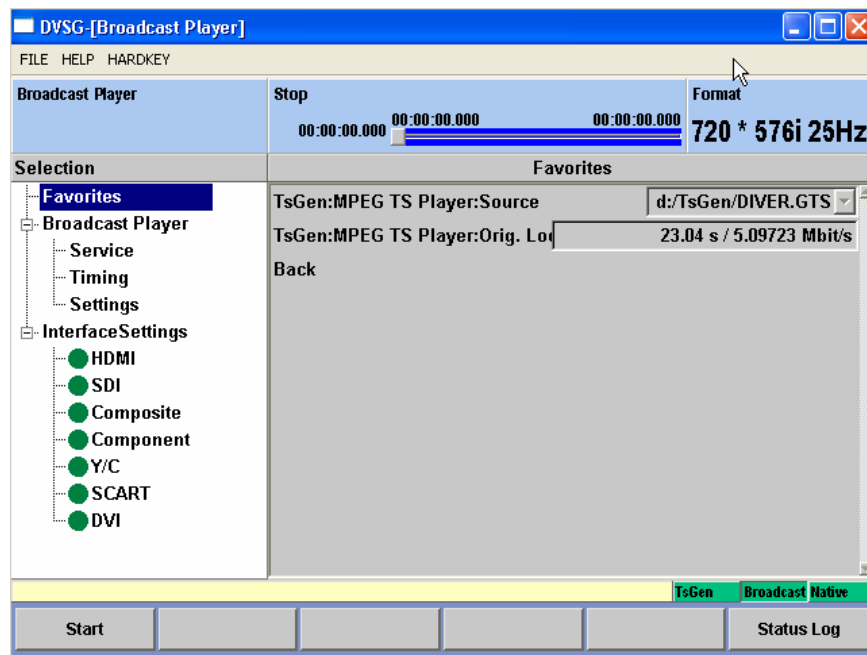 DVSG-[Broadcast Player]
FILE HELP HARDKEY
Broadcast Player
Stop
00:00:00.000
00:00:00.000
00:00:00.000
Format
720 * 576i 25Hz
Selection
Favorites
Broadcast Player
Service
Timing
Settings
InterfaceSettings
HDMI
SDI
Composite
Component
Y/C
SCART
DVI
Favorites
TsGen:MPEG TS Player:Source
d:/TsGen/DIVER.GTS
TsGen:MPEG TS Player:Orig. Loo
23.04 s / 5.09723 Mbit/s
Back
TsGen
Broadcast
Native
Start
Status Log